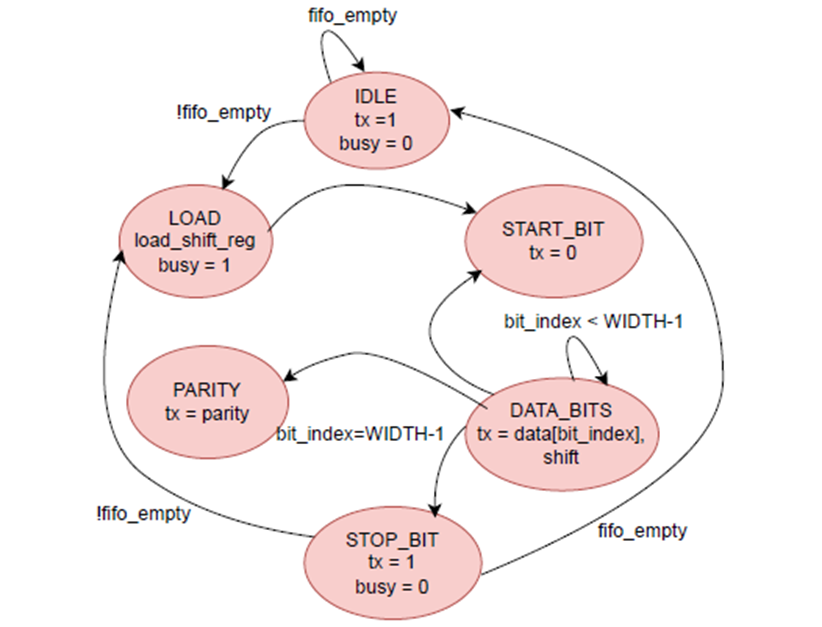 fifo_empty
IDLE
tx =1
busy = 0
!fifo_empty
LOAD
load_shift_reg
busy = 1
START_BIT
tx = 0
bit_index < WIDTH-1
PARITY
tx = parity
DATA_BITS
tx = data[bit_index],
shift
bit_index=WIDTH-1
!fifo_empty
STOP_BIT
tx = 1
busy = 0
fifo_empty